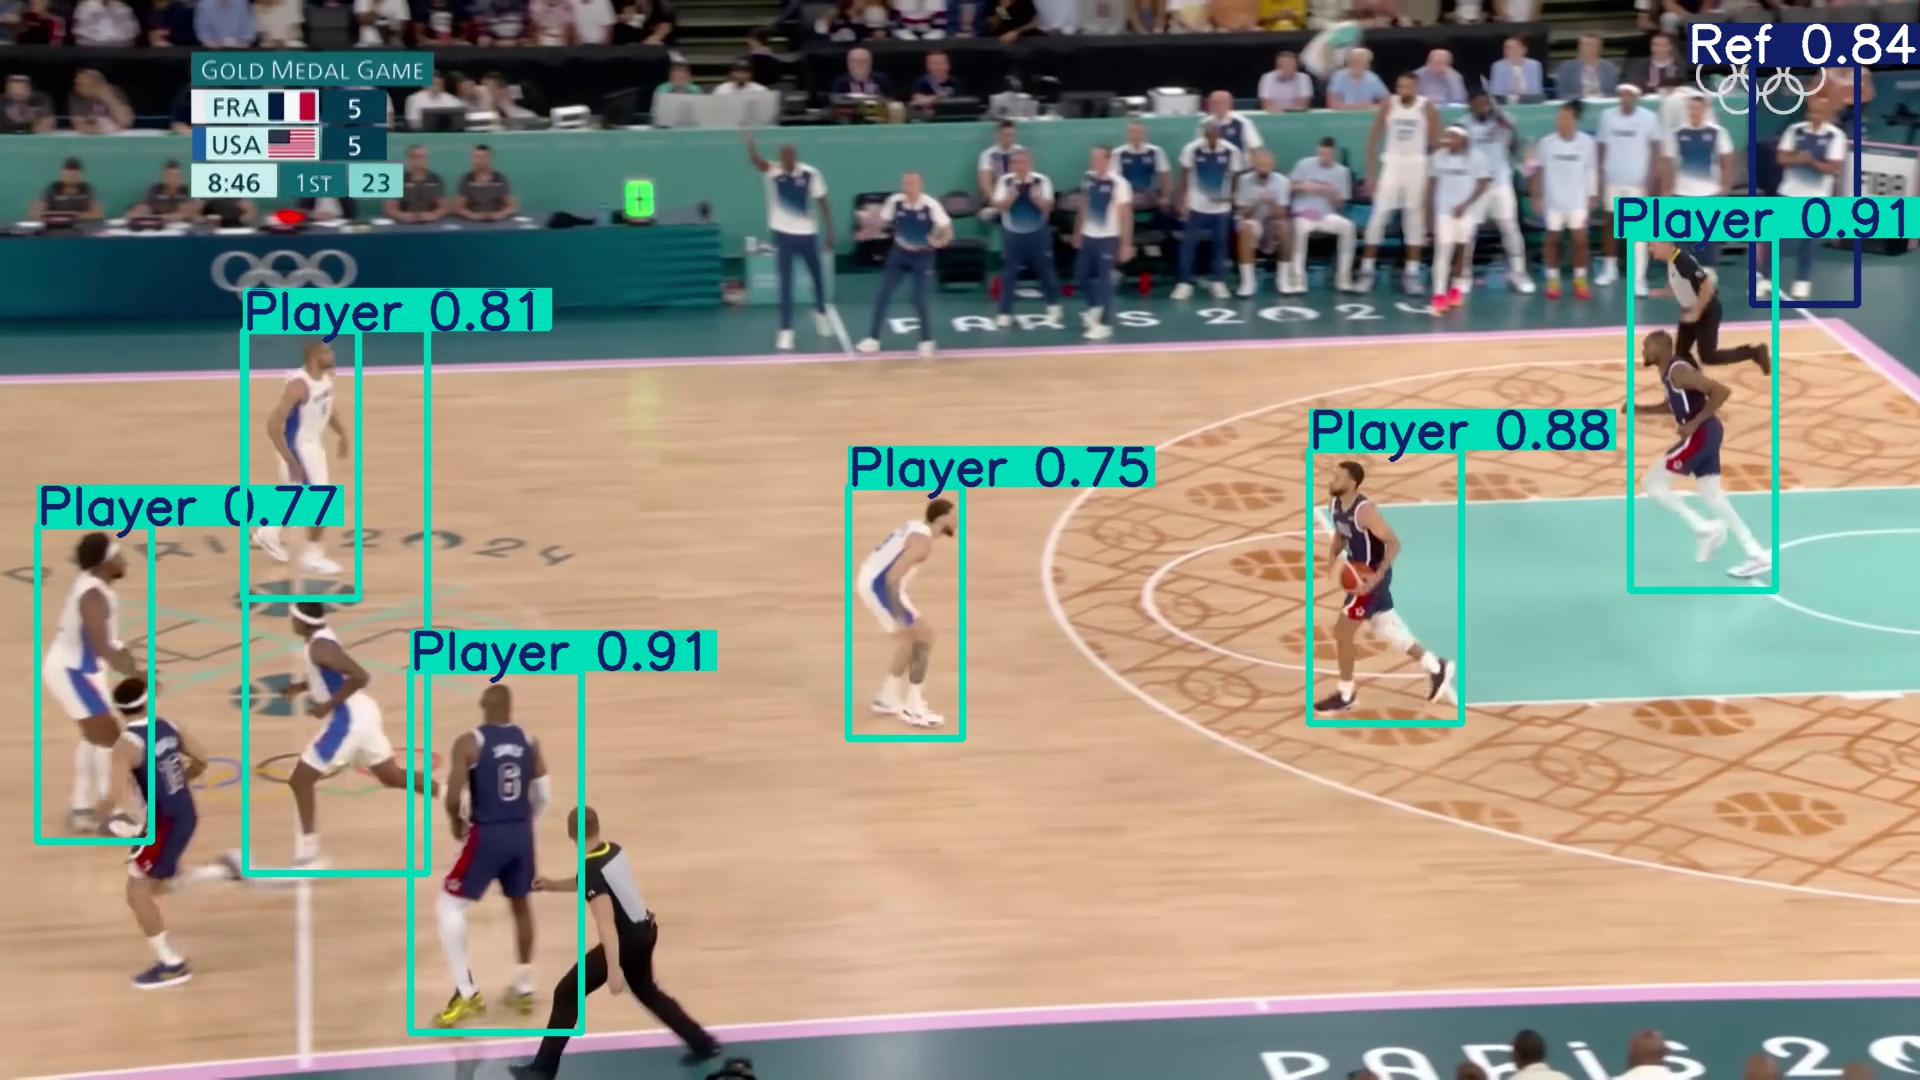 Ref 0.84
GOLD MEDAL GAME
FRA 5
USA 5
8:46 1ST 23
FIBA
Player 0.91
PARIS 2024
Player 0.81
Player 0.88
Player 0.75
Player 0.77
PARIS 2024
Player 0.91
JAMES
6
PARIS 20